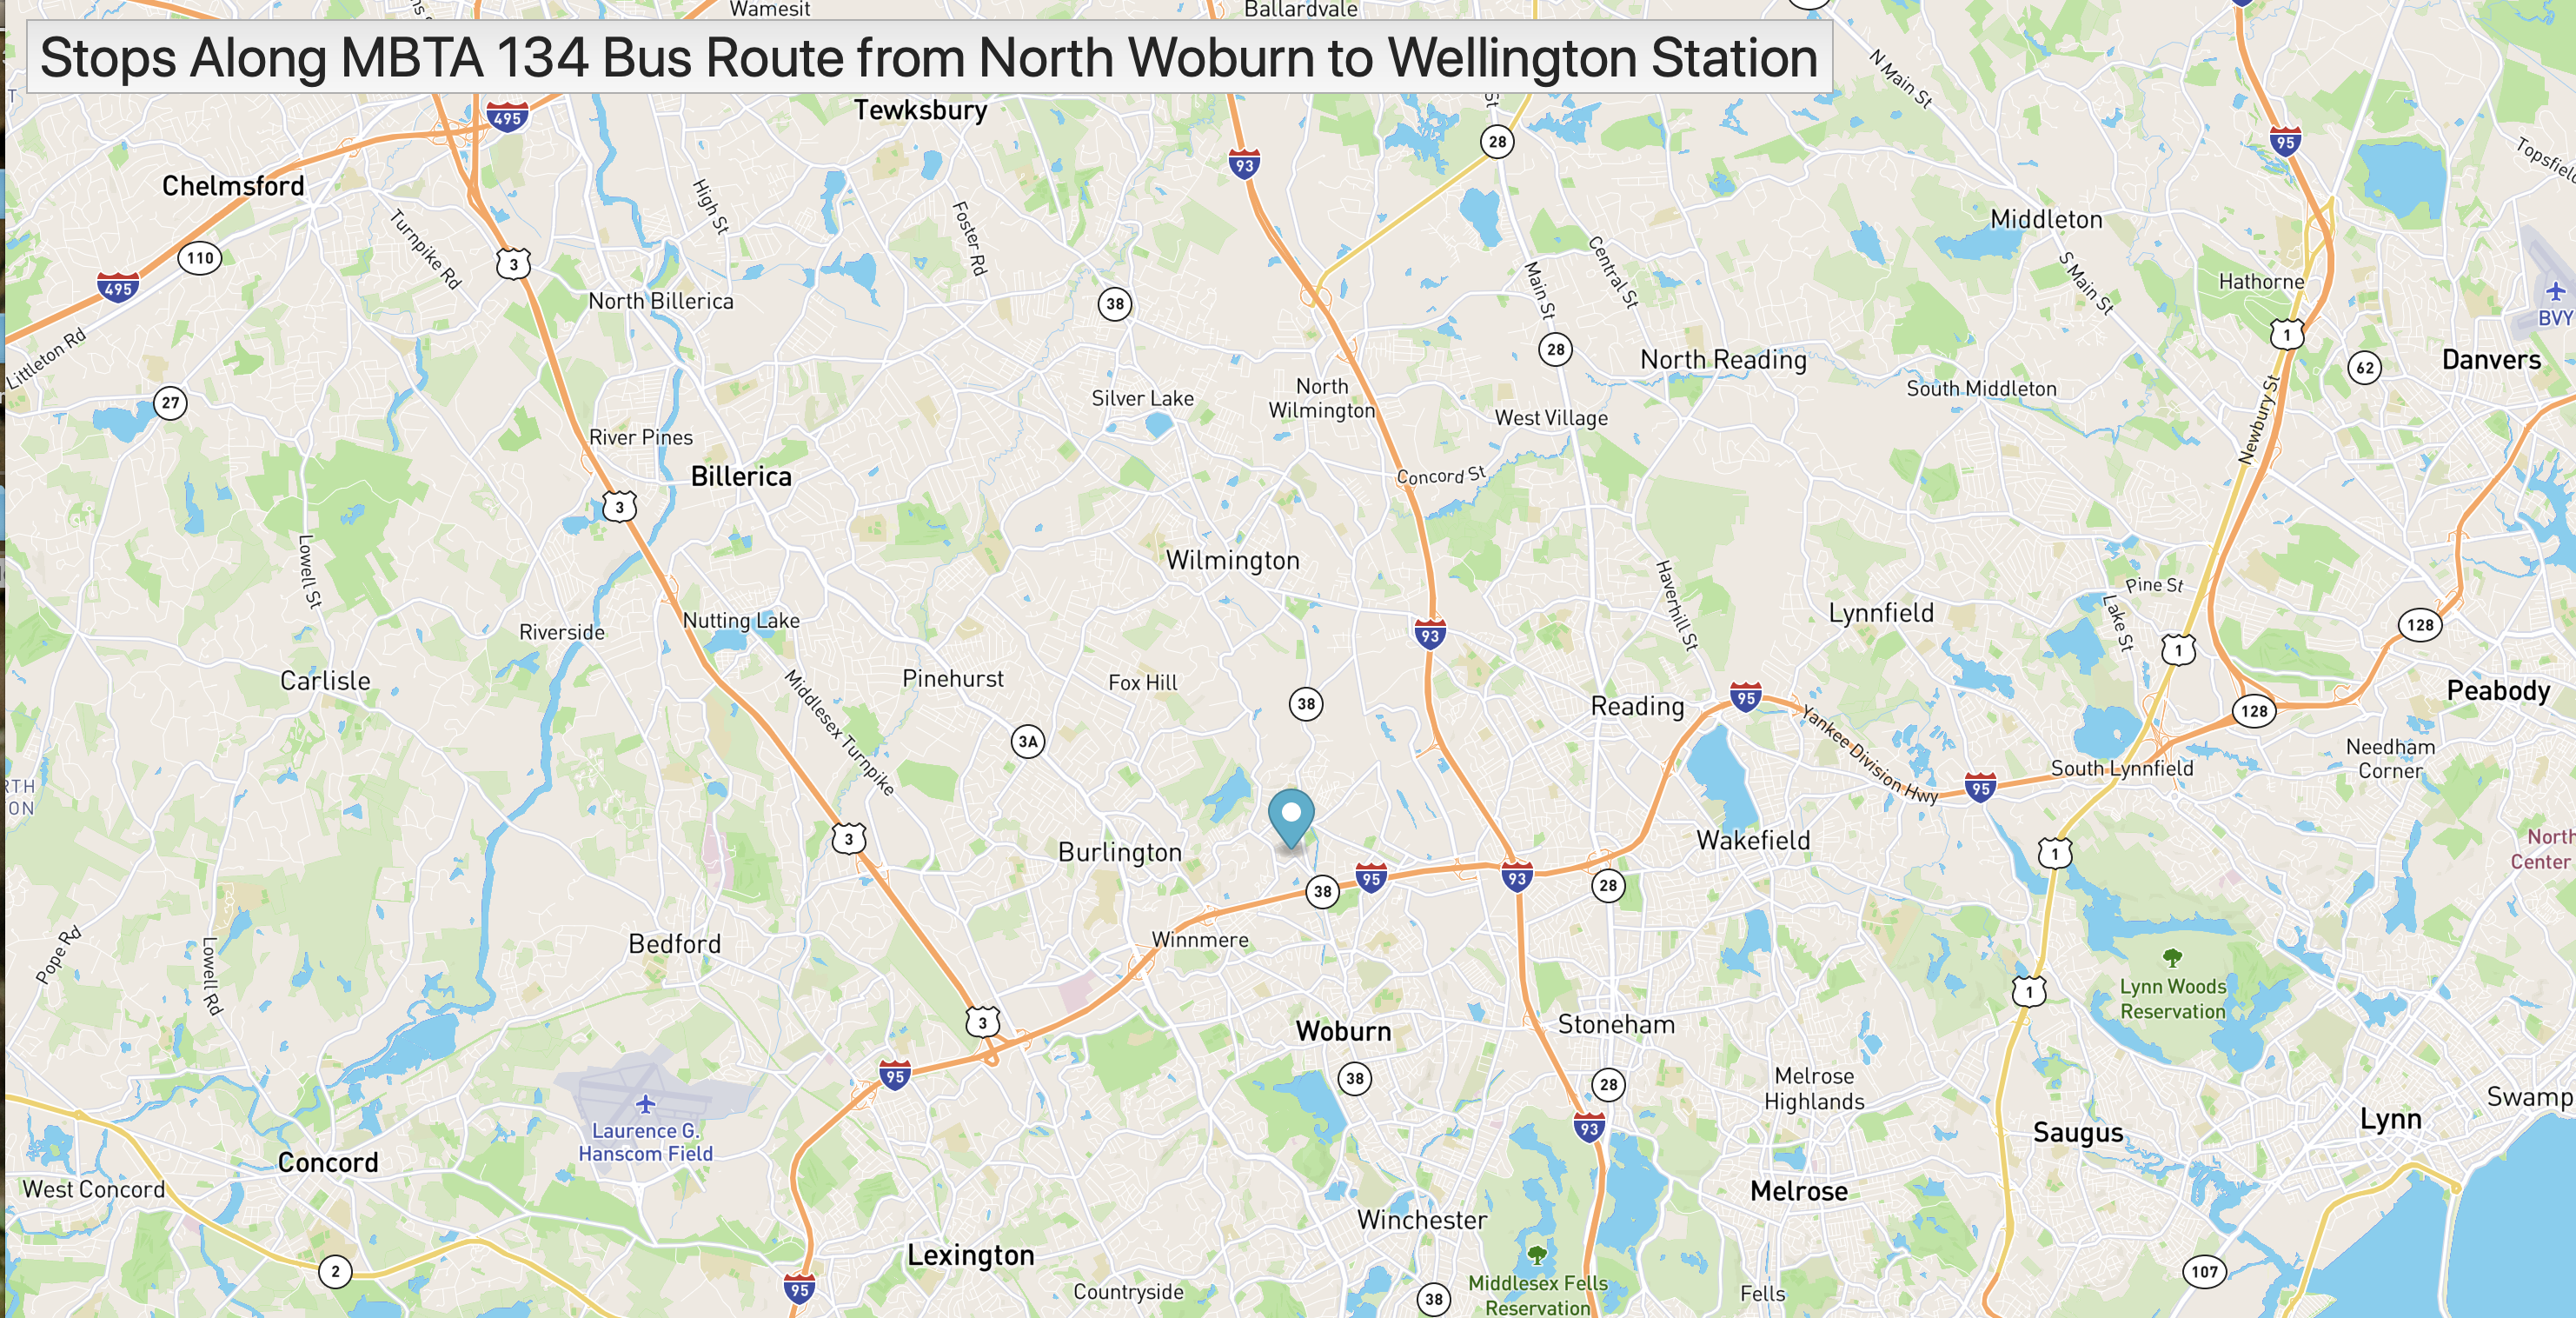 Wamesit
Ballardvale
Stops Along MBTA 134 Bus Route from North Woburn to Wellington Station
N Main St
St
Tewksbury
495
28
93
95
Topsfield
Chelmsford
High St
Foster Rd
Turnpike Rd
Middleton
110
3
Central St
S Main St
Hathorne
495
North Billerica
38
Main St
BVY
1
Littleton Rd
28
North Reading
62
Danvers
27
Silver Lake
North
Wilmington
West Village
South Middleton
Newbury St
River Pines
Billerica
Concord St
3
Lowell St
Wilmington
Haverhill St
Pine St
Lake St
Lynnfield
128
Nutting Lake
Riverside
93
1
Carlisle
Pinehurst
Fox Hill
Middlesex Turnpike
38
Reading
95
Yankee Division Hwy
128
Peabody
3A
Needham
Corner
South Lynnfield
95
3
Burlington
Wakefield
1
North
Center
38
95
93
28
Pope Rd
Lowell Rd
Bedford
Winnmere
1
Lynn Woods
Reservation
3
Woburn
Stoneham
95
38
28
Melrose
Highlands
Swamp
Laurence G.
Hanscom Field
93
Saugus
Lynn
Concord
West Concord
Melrose
Winchester
2
Lexington
95
Countryside
38
Middlesex Fells
Reservation
Fells
107